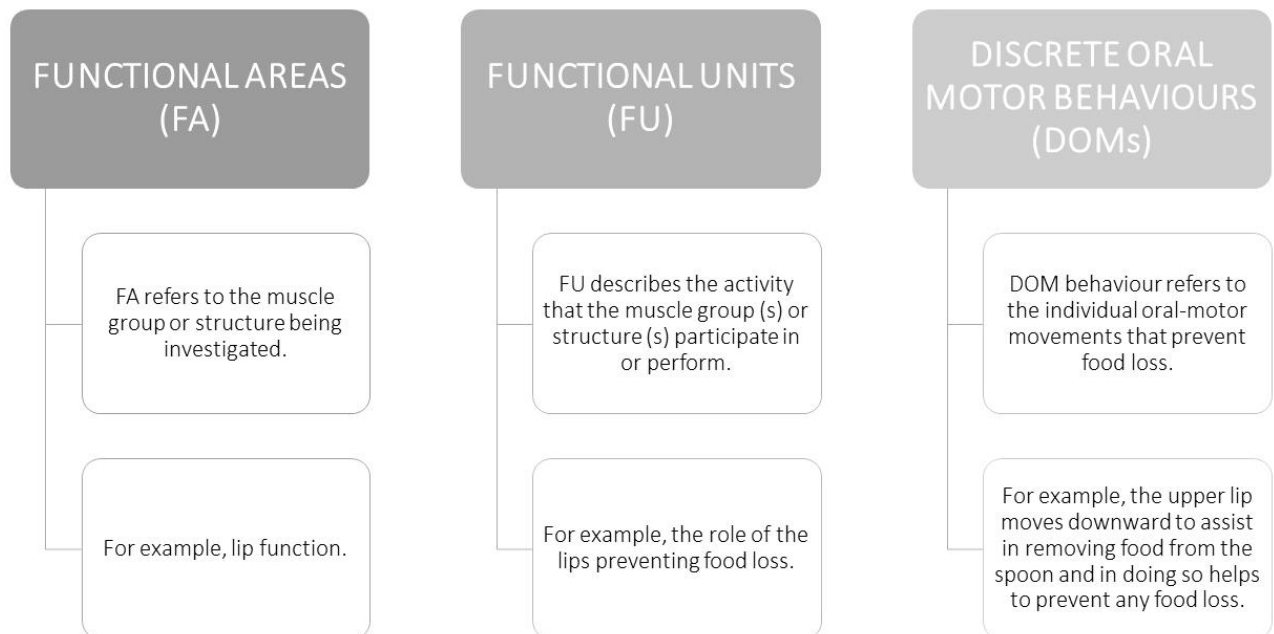 FUNCTIONAL AREAS
(FA)
FA refers to the muscle
group or structure being
investigated.
For example, lip function.
FUNCTIONAL UNITS
(FU)
FU describes the activity
that the muscle group (s) or
structure (s) participate in
or perform.
For example, the role of the
lips preventing food loss.
DISCRETE ORAL
MOTOR BEHAVIOURS
(DOMs)
DOM behaviour refers to
the individual oral-motor
movements that prevent
food loss.
For example, the upper lip
moves downward to assist
in removing food from the
spoon and in doing so helps
to prevent any food loss.